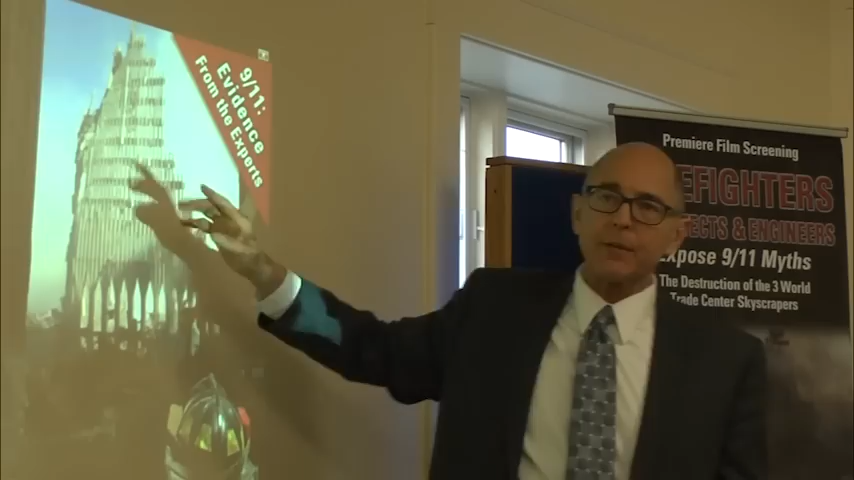 9/11:
Evidence
From the Experts
Premiere Film Screening
EFIGHTERS
ECTS & ENGINEERS
xpose 9/11 Myths
The Destruction of the 3 World
Trade Center Skyscrapers